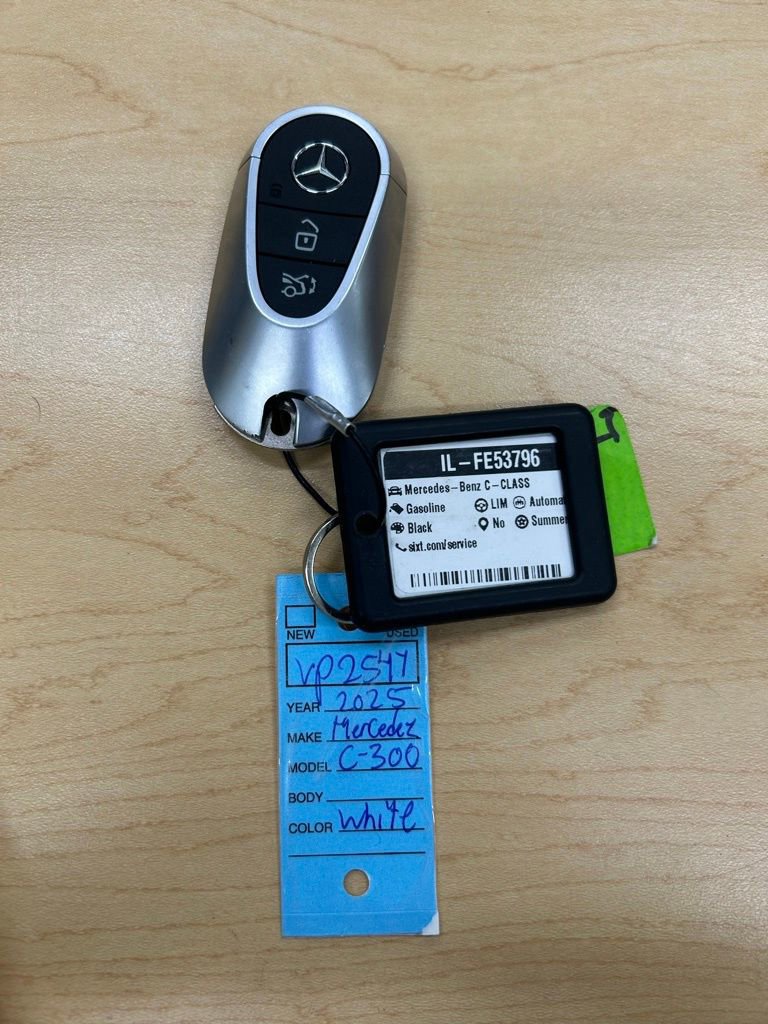 IL-FE53796
Mercedes-Benz C-CLASS
Gasoline LIM Automa
Black No Summer
sixt.com/service
NEW USED
VP2544
YEAR 2025
MAKE Mercedez
MODEL C-300
BODY
COLOR White